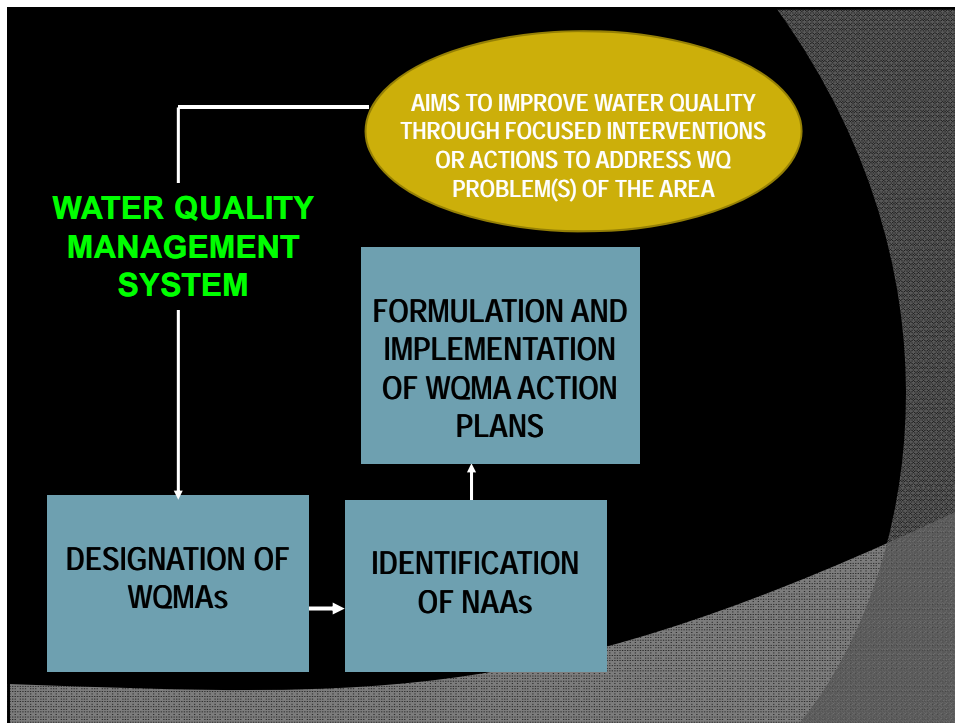 AIMS TO IMPROVE WATER QUALITY
THROUGH FOCUSED INTERVENTIONS
OR ACTIONS TO ADDRESS WQ
PROBLEM(S) OF THE AREA
WATER QUALITY
MANAGEMENT
SYSTEM
FORMULATION AND
IMPLEMENTATION
OF WQMA ACTION
PLANS
DESIGNATION OF
WQMAs
IDENTIFICATION
OF NAAs